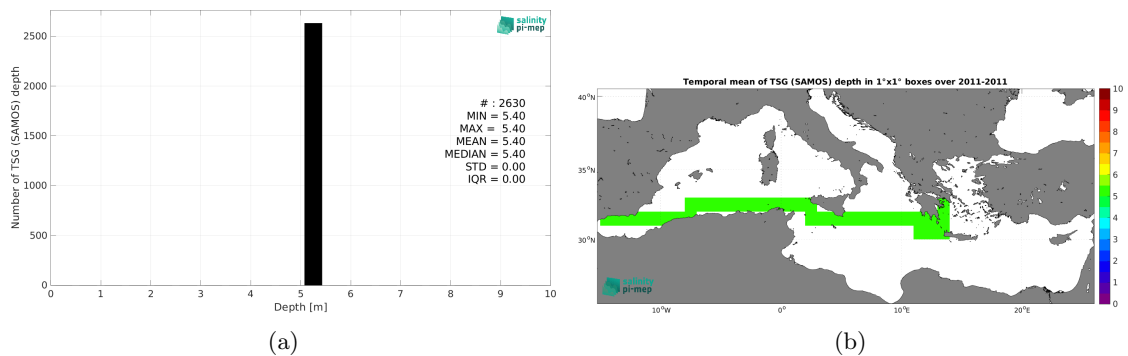 salinity
pi-mep
2500
2000
1500
1000
500
0
Number of TSG (SAMOS) depth
# : 2630
MIN = 5.40
MAX = 5.40
MEAN = 5.40
MEDIAN = 5.40
STD = 0.00
IQR = 0.00
0 1 2 3 4 5 6 7 8 9 10
Depth [m]
(a)
Temporal mean of TSG (SAMOS) depth in 1°x1° boxes over 2011-2011
40°N
35°N
30°N
10°W
0°
10°E
20°E
10
9
8
7
6
5
4
3
2
1
0
salinity
pi-mep
(b)